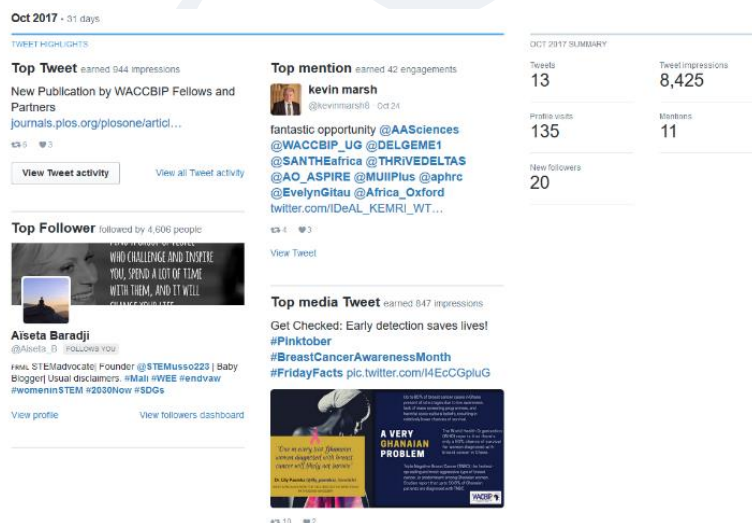 Oct 2017 · 31 days
TWEET HIGHLIGHTS
Top Tweet earned 944 impressions
New Publication by WACCBIP Fellows and
Partners
journals.plos.org/plosone/articl…
6 3
View Tweet activity
View all Tweet activity
Top Follower followed by 4,606 people
WHO CHALLENGE AND INSPIRE
YOU, SPEND A LOT OF TIME
WITH THEM, AND IT WILL
CHANGE YOUR LIFE
Aïseta Baradji
@Aiseta_B FOLLOWS YOU
STEMadvocate| Founder @STEMusso223 | Baby
Blogger| Usual disclaimers. #Mali #WEE #endvaw
#womeninSTEM #2030Now #SDGs
View profile
View followers dashboard
Top mention earned 42 engagements
kevin marsh
@kevinmarsh8 Oct 24
fantastic opportunity @AASciences
@WACCBIP_UG @DELGEME1
@SANTHEafrica @THRiVEDELTAS
@AO_ASPIRE @MUIIPlus @aphrc
@EvelynGitau @Africa_Oxford
twitter.com/IDeAL_KEMRI_WT…
4 3
View Tweet
Top media Tweet earned 847 impressions
Get Checked: Early detection saves lives!
#Pinktober
#BreastCancerAwarenessMonth
#FridayFacts pic.twitter.com/I4EcCGpluG
A VERY
GHANAIAN
PROBLEM
WACCBIP
10 2
OCT 2017 SUMMARY
Tweets
13
Tweet impressions
8,425
Profile visits
135
Mentions
11
New followers
20